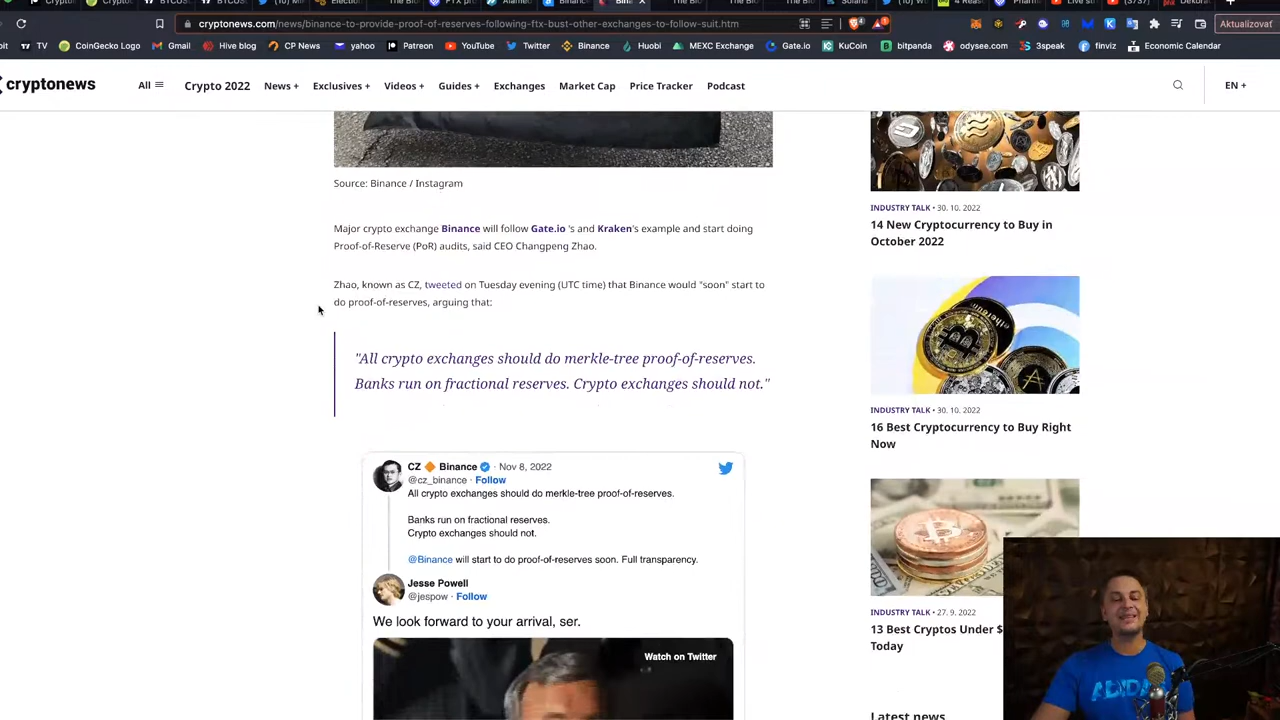 cryptonews.com/news/binance-to-provide-proof-of-reserves-following-ftx-bust-other-exchanges-to-follow-suit.htm
Aktualizovať
TV
CoinGecko Logo
Gmail
Hive blog
CP News
yahoo
Patreon
YouTube
Twitter
Binance
Huobi
MEXC Exchange
Gate.io
KuCoin
bitpanda
odysee.com
3speak
finviz
Economic Calendar
cryptonews
All
Crypto 2022
News +
Exclusives +
Videos +
Guides +
Exchanges
Market Cap
Price Tracker
Podcast
EN +
Source: Binance / Instagram
Major crypto exchange Binance will follow Gate.io 's and Kraken's example and start doing
Proof-of-Reserve (PoR) audits, said CEO Changpeng Zhao.
Zhao, known as CZ, tweeted on Tuesday evening (UTC time) that Binance would "soon" start to
do proof-of-reserves, arguing that:
"All crypto exchanges should do merkle-tree proof-of-reserves.
Banks run on fractional reserves. Crypto exchanges should not."
CZ Binance · Nov 8, 2022
@cz_binance · Follow
All crypto exchanges should do merkle-tree proof-of-reserves.
Banks run on fractional reserves.
Crypto exchanges should not.
@Binance will start to do proof-of-reserves soon. Full transparency.
Jesse Powell
@jespow · Follow
We look forward to your arrival, ser.
Watch on Twitter
INDUSTRY TALK • 30. 10. 2022
14 New Cryptocurrency to Buy in
October 2022
INDUSTRY TALK • 30. 10. 2022
16 Best Cryptocurrency to Buy Right
Now
INDUSTRY TALK • 27. 9. 2022
13 Best Cryptos Under $
Today
Latest news